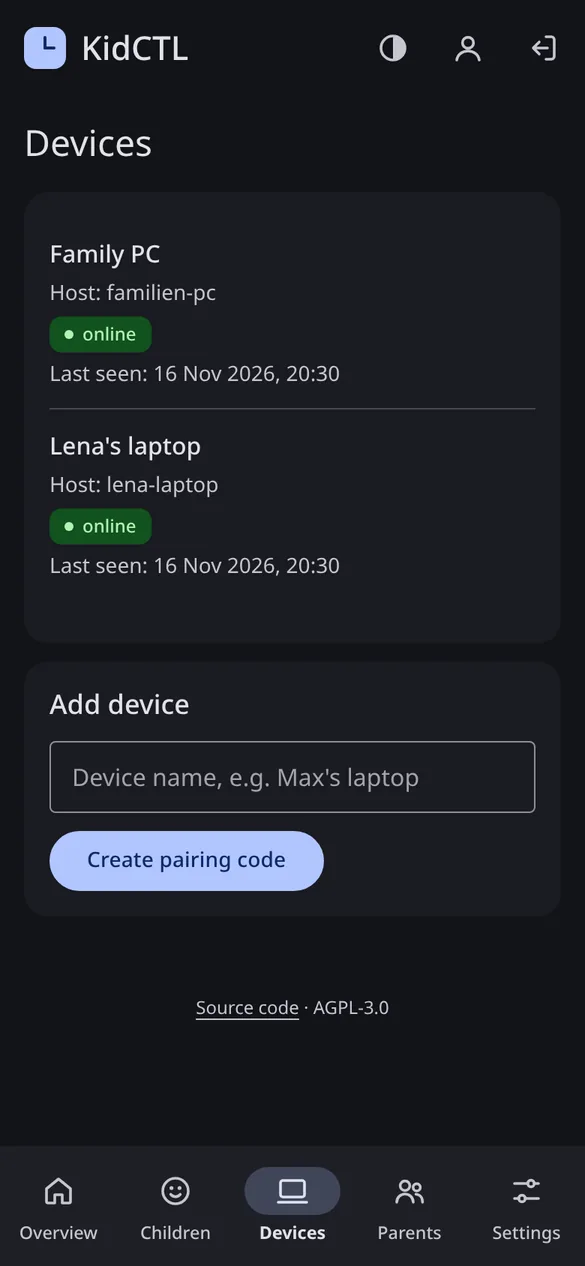 KidCTL
Devices
Family PC
Host: familien-pc
online
Last seen: 16 Nov 2026, 20:30
Lena's laptop
Host: lena-laptop
online
Last seen: 16 Nov 2026, 20:30
Add device
Device name, e.g. Max's laptop
Create pairing code
Source code · AGPL-3.0
Overview Children Devices Parents Settings